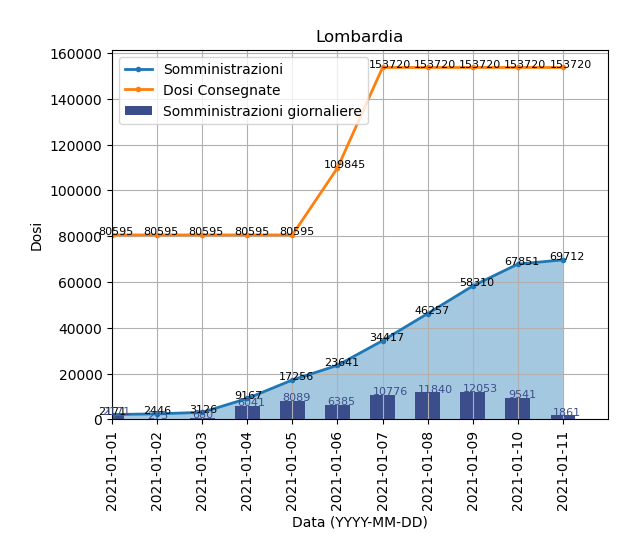 Lombardia
Somministrazioni
Dosi Consegnate
Somministrazioni giornaliere
Dosi
160000
140000
120000
100000
80000
60000
40000
20000
0
153720 153720 153720 153720 153720
109845
80595 80595 80595 80595 80595
2171 2446 3126 9167 17256 23641 34417 46257 58310 67851 69712
6041 8089 6385 10776 11840 12053 9541 1861
2021-01-01
2021-01-02
2021-01-03
2021-01-04
2021-01-05
2021-01-06
2021-01-07
2021-01-08
2021-01-09
2021-01-10
2021-01-11
Data (YYYY-MM-DD)